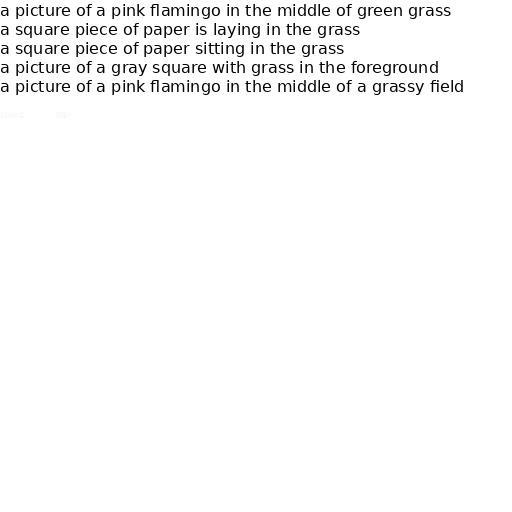 a picture of a pink flamingo in the middle of green grass
a square piece of paper is laying in the grass
a square piece of paper sitting in the grass
a picture of a gray square with grass in the foreground
a picture of a pink flamingo in the middle of a grassy field